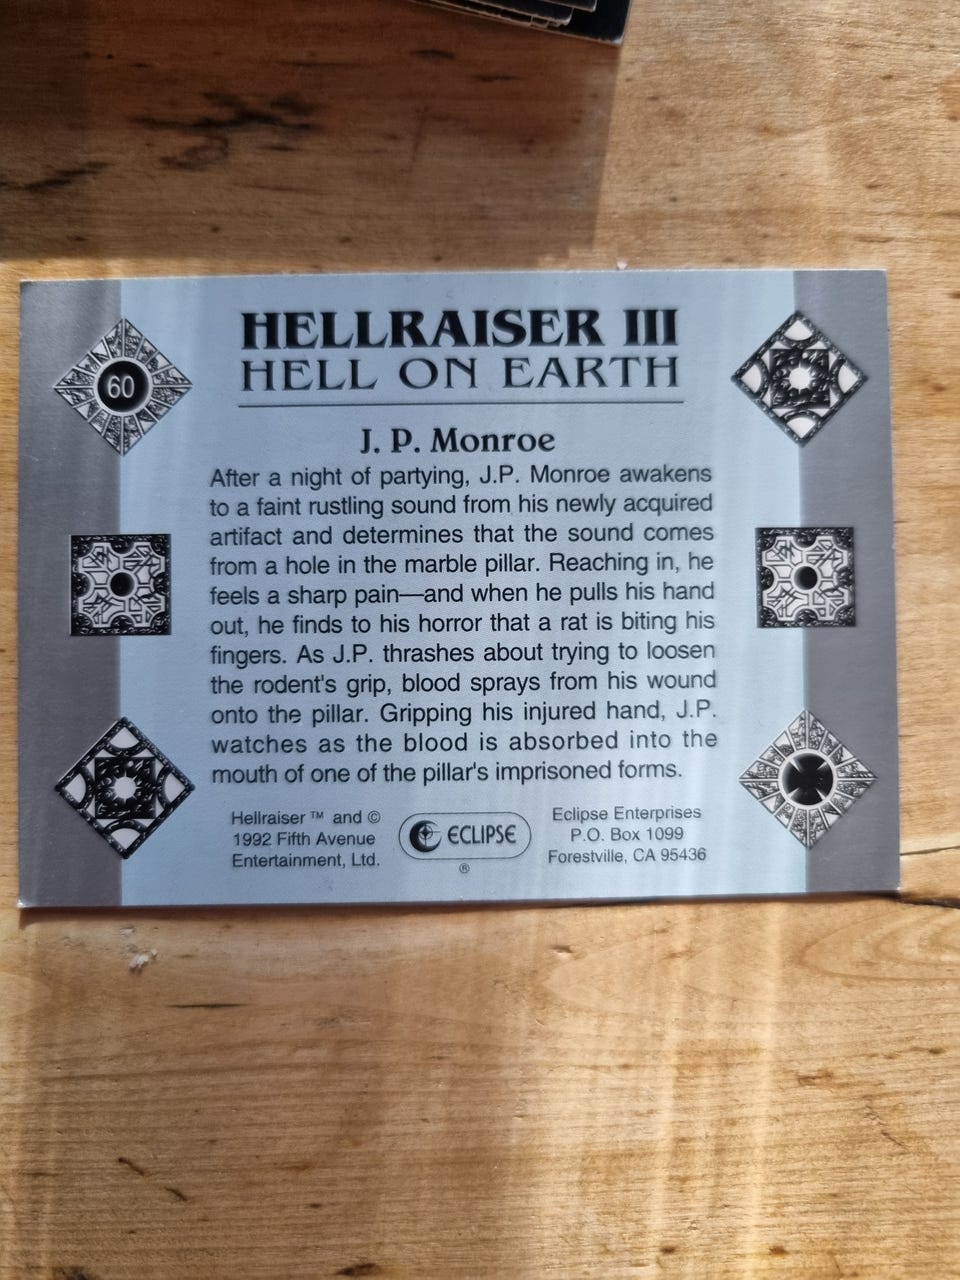 60
HELLRAISER III
HELL ON EARTH
J. P. Monroe
After a night of partying, J.P. Monroe awakens
to a faint rustling sound from his newly acquired
artifact and determines that the sound comes
from a hole in the marble pillar. Reaching in, he
feels a sharp pain—and when he pulls his hand
out, he finds to his horror that a rat is biting his
fingers. As J.P. thrashes about trying to loosen
the rodent's grip, blood sprays from his wound
onto the pillar. Gripping his injured hand, J.P.
watches as the blood is absorbed into the
mouth of one of the pillar's imprisoned forms.
Hellraiser ™ and ©
1992 Fifth Avenue
Entertainment, Ltd.
ECLIPSE
®
Eclipse Enterprises
P.O. Box 1099
Forestville, CA 95436